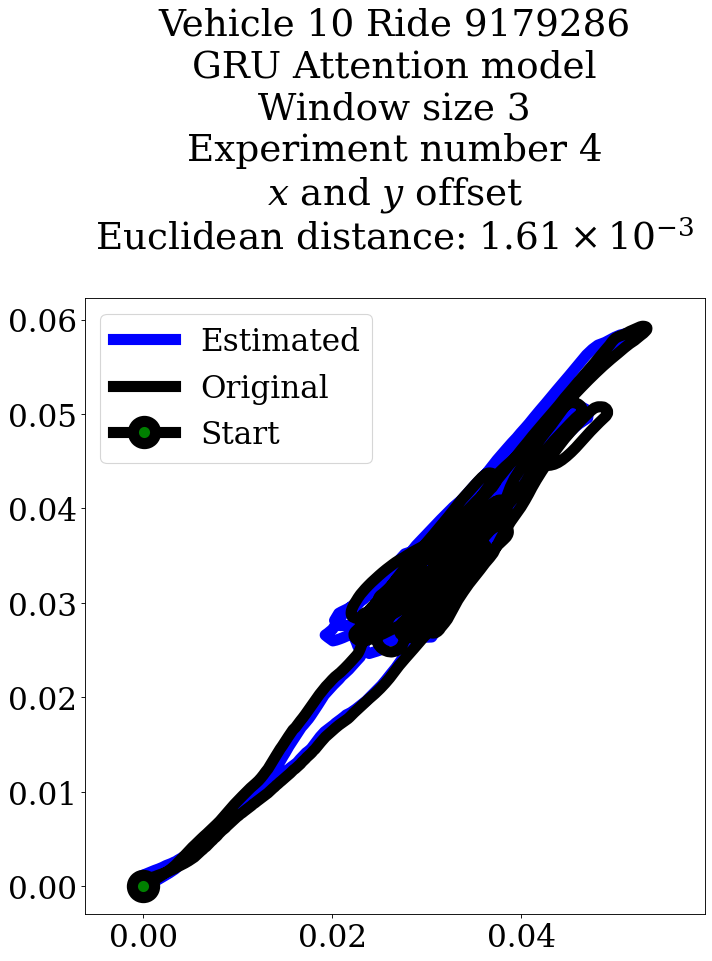 Vehicle 10 Ride 9179286
GRU Attention model
Window size 3
Experiment number 4
x and y offset
Euclidean distance: 1.61 × 10⁻³
0.06
0.05
0.04
0.03
0.02
0.01
0.00
Estimated
Original
Start
0.00 0.02 0.04